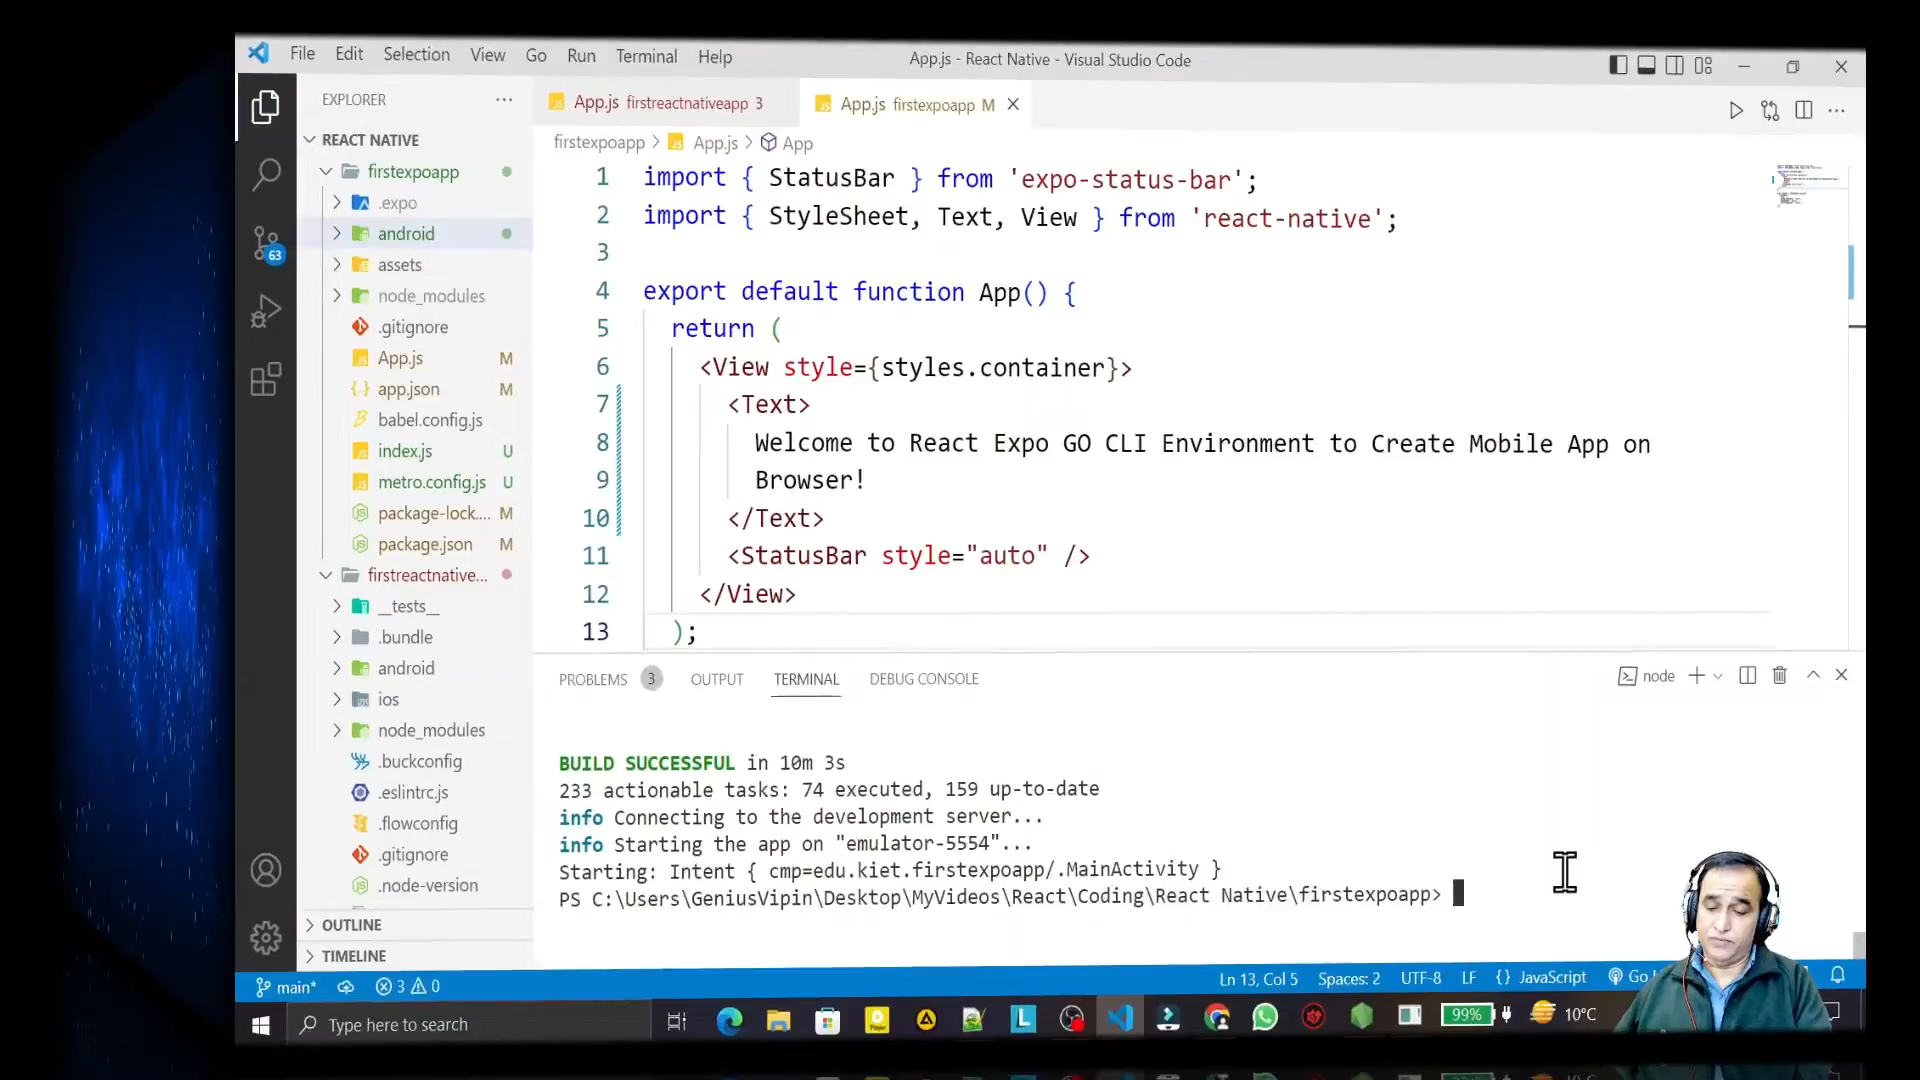 File Edit Selection View Go Run Terminal Help
App.js - React Native - Visual Studio Code
EXPLORER
REACT NATIVE
firstexpoapp
.expo
android
assets
node_modules
.gitignore
App.js M
app.json M
babel.config.js
index.js U
metro.config.js U
package-lock.... M
package.json M
firstreactnative...
__tests__
.bundle
android
ios
node_modules
.buckconfig
.eslintrc.js
.flowconfig
.gitignore
.node-version
OUTLINE
TIMELINE
63
App.js firstreactnativeapp 3
App.js firstexpoapp M
firstexpoapp > App.js > App
1 import { StatusBar } from 'expo-status-bar';
2 import { StyleSheet, Text, View } from 'react-native';
3
4 export default function App() {
5 return (
6 <View style={styles.container}>
7 <Text>
8 Welcome to React Expo GO CLI Environment to Create Mobile App on
9 Browser!
10 </Text>
11 <StatusBar style="auto" />
12 </View>
13 );
PROBLEMS 3 OUTPUT TERMINAL DEBUG CONSOLE
node
BUILD SUCCESSFUL in 10m 3s
233 actionable tasks: 74 executed, 159 up-to-date
info Connecting to the development server...
info Starting the app on "emulator-5554"...
Starting: Intent { cmp=edu.kiet.firstexpoapp/.MainActivity }
PS C:\Users\GeniusVipin\Desktop\MyVideos\React\Coding\React Native\firstexpoapp>
main* 3 0
Ln 13, Col 5 Spaces: 2 UTF-8 LF {} JavaScript Go
Type here to search
99% 10°C